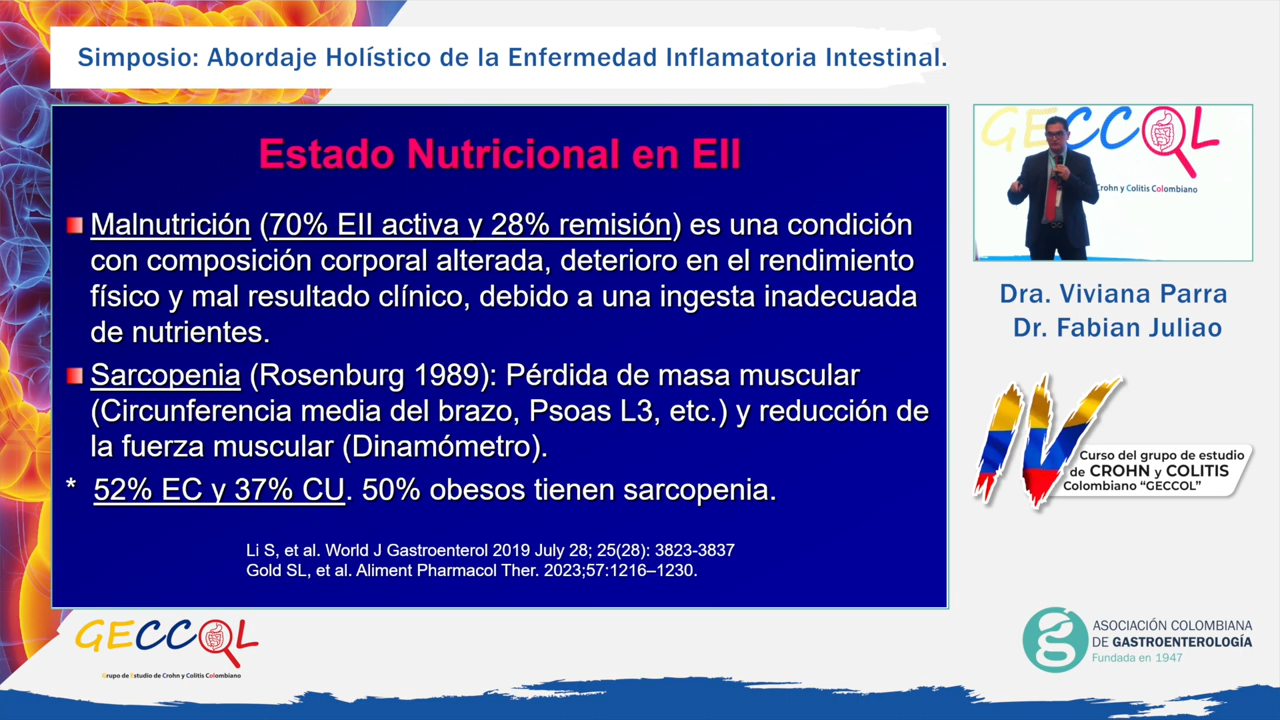 Simposio: Abordaje Holístico de la Enfermedad Inflamatoria Intestinal.
Estado Nutricional en EII
Malnutrición (70% EII activa y 28% remisión) es una condición
con composición corporal alterada, deterioro en el rendimiento
físico y mal resultado clínico, debido a una ingesta inadecuada
de nutrientes.
Sarcopenia (Rosenburg 1989): Pérdida de masa muscular
(Circunferencia media del brazo, Psoas L3, etc.) y reducción de
la fuerza muscular (Dinamómetro).
* 52% EC y 37% CU. 50% obesos tienen sarcopenia.
Li S, et al. World J Gastroenterol 2019 July 28; 25(28): 3823-3837
Gold SL, et al. Aliment Pharmacol Ther. 2023;57:1216–1230.
GECCOL
Crohn y Colitis Colombiano
Dra. Viviana Parra
Dr. Fabian Juliao
IV
Curso del grupo de estudio
de CROHN y COLITIS
Colombiano "GECCOL"
GECCOL
Grupo de Estudio de Crohn y Colitis Colombiano
ASOCIACIÓN COLOMBIANA
DE GASTROENTEROLOGÍA
Fundada en 1947